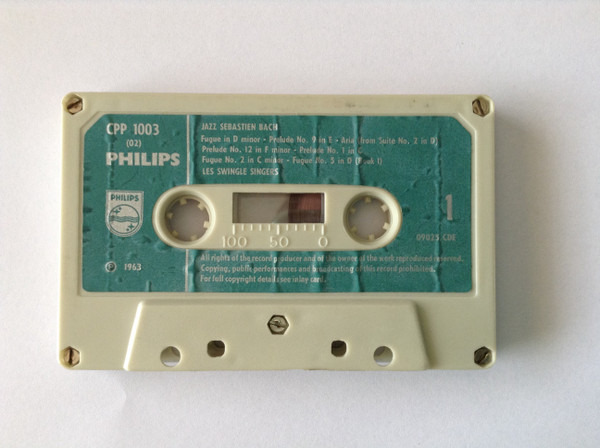 CPP 1003
(02)
PHILIPS
JAZZ SEBASTIEN BACH
Fugue in D minor - Prelude No. 9 in E - Aria (from Suite No. 2 in D)
Prelude No. 12 in F minor - Prelude No. 1 in
Fugue No. 2 in C minor - Fugue No. 5 in D (Book 1)
LES SWINGLE SINGERS
PHILIPS
1
100 50 0
09025 CDE
℗ 1963
All rights of the record producer and of the owner of the work reproduced reserved.
Copying, public performances and broadcasting of this record prohibited.
For full copyright details see inlay card.